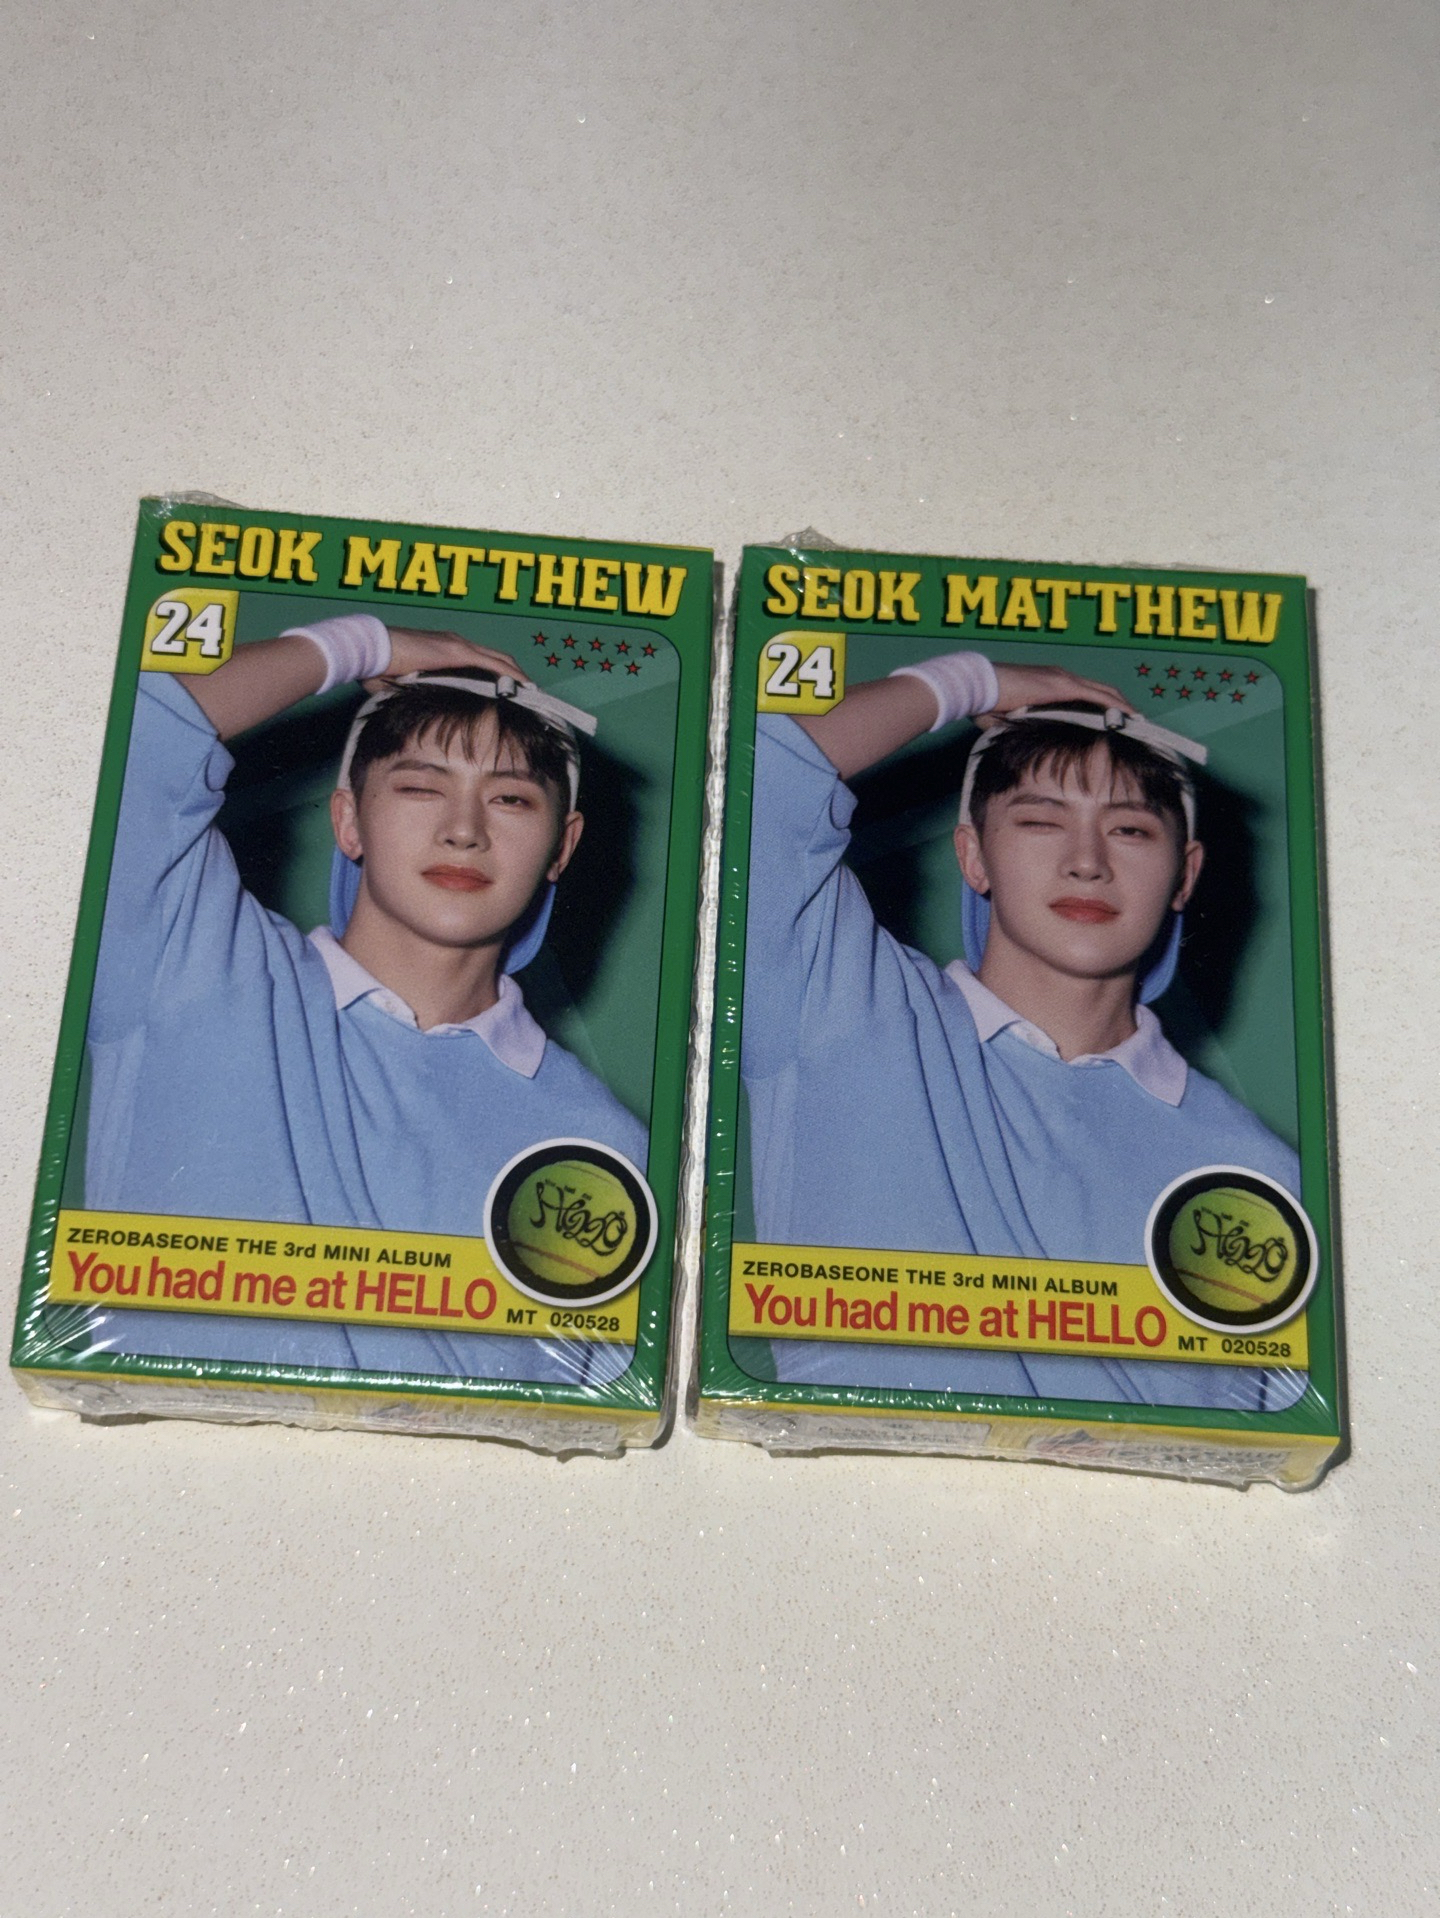 SEOK MATTHEW
24
ZEROBASEONE THE 3rd MINI ALBUM
You had me at HELLO
MT 020528
SEOK MATTHEW
24
ZEROBASEONE THE 3rd MINI ALBUM
You had me at HELLO
MT 020528